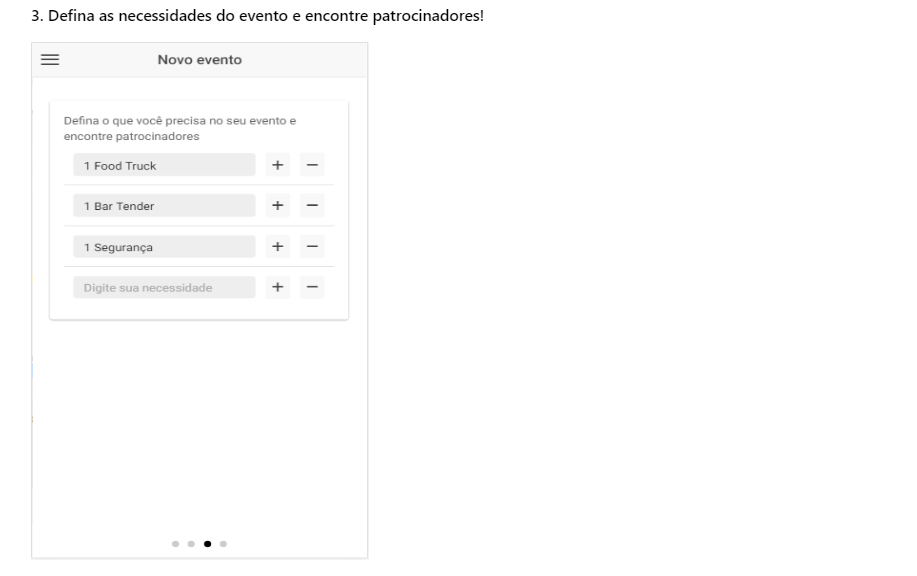 3. Defina as necessidades do evento e encontre patrocinadores!
Novo evento
Defina o que você precisa no seu evento e
encontre patrocinadores
1 Food Truck + −
1 Bar Tender + −
1 Segurança + −
Digite sua necessidade + −